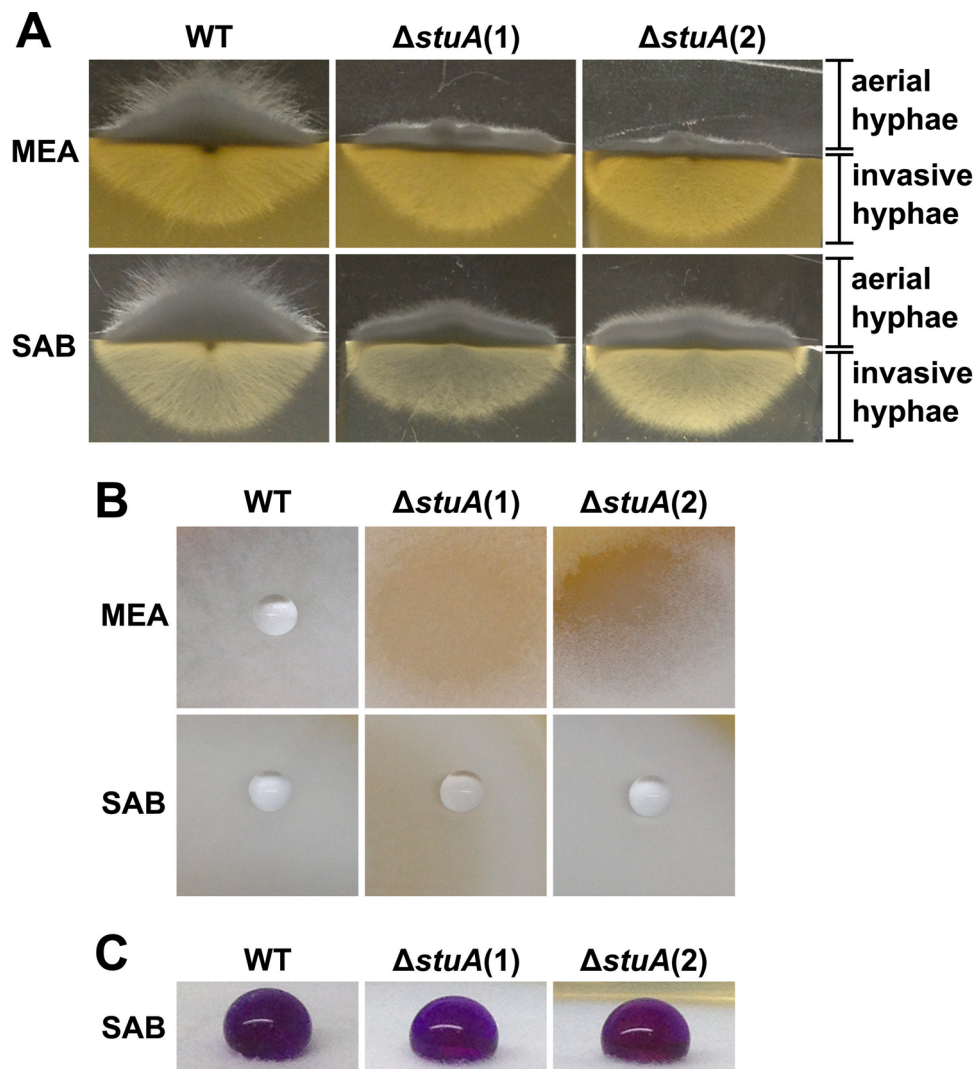 A
WT ΔstuA(1) ΔstuA(2)
MEA
aerial
hyphae
invasive
hyphae
SAB
aerial
hyphae
invasive
hyphae
B
WT ΔstuA(1) ΔstuA(2)
MEA
SAB
C
WT ΔstuA(1) ΔstuA(2)
SAB